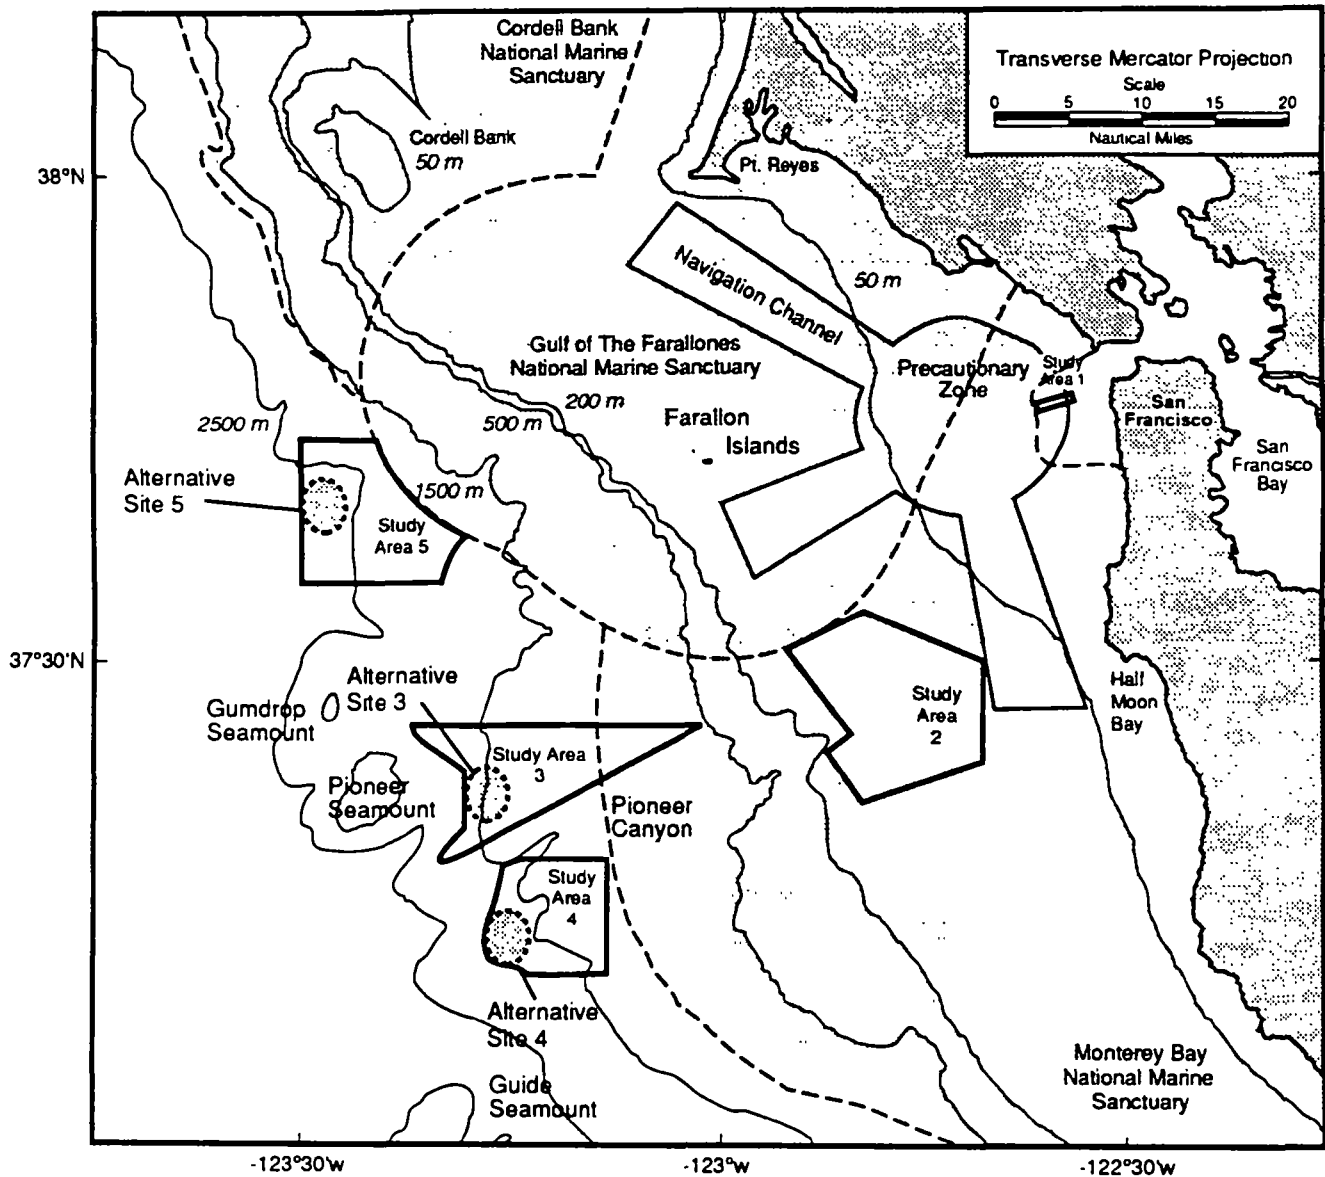 Cordell Bank
National Marine
Sanctuary
Transverse Mercator Projection
Scale
0 5 10 15 20
Nautical Miles
Cordell Bank
50 m
Pt. Reyes
38°N
Navigation Channel
50 m
Gulf of The Farallones
National Marine Sanctuary
Precautionary
Zone
Study
Area 1
200 m
500 m
2500 m
Farallon
Islands
San
Francisco
San
Francisco
Bay
Alternative
Site 5
1500 m
Study
Area 5
37°30'N
Alternative
Site 3
Gumdrop
Seamount
Study
Area
2
Half
Moon
Bay
Study Area
3
Pioneer
Seamount
Pioneer
Canyon
Study
Area
4
Alternative
Site 4
Guide
Seamount
Monterey Bay
National Marine
Sanctuary
-123°30'W
-123°W
-122°30'W